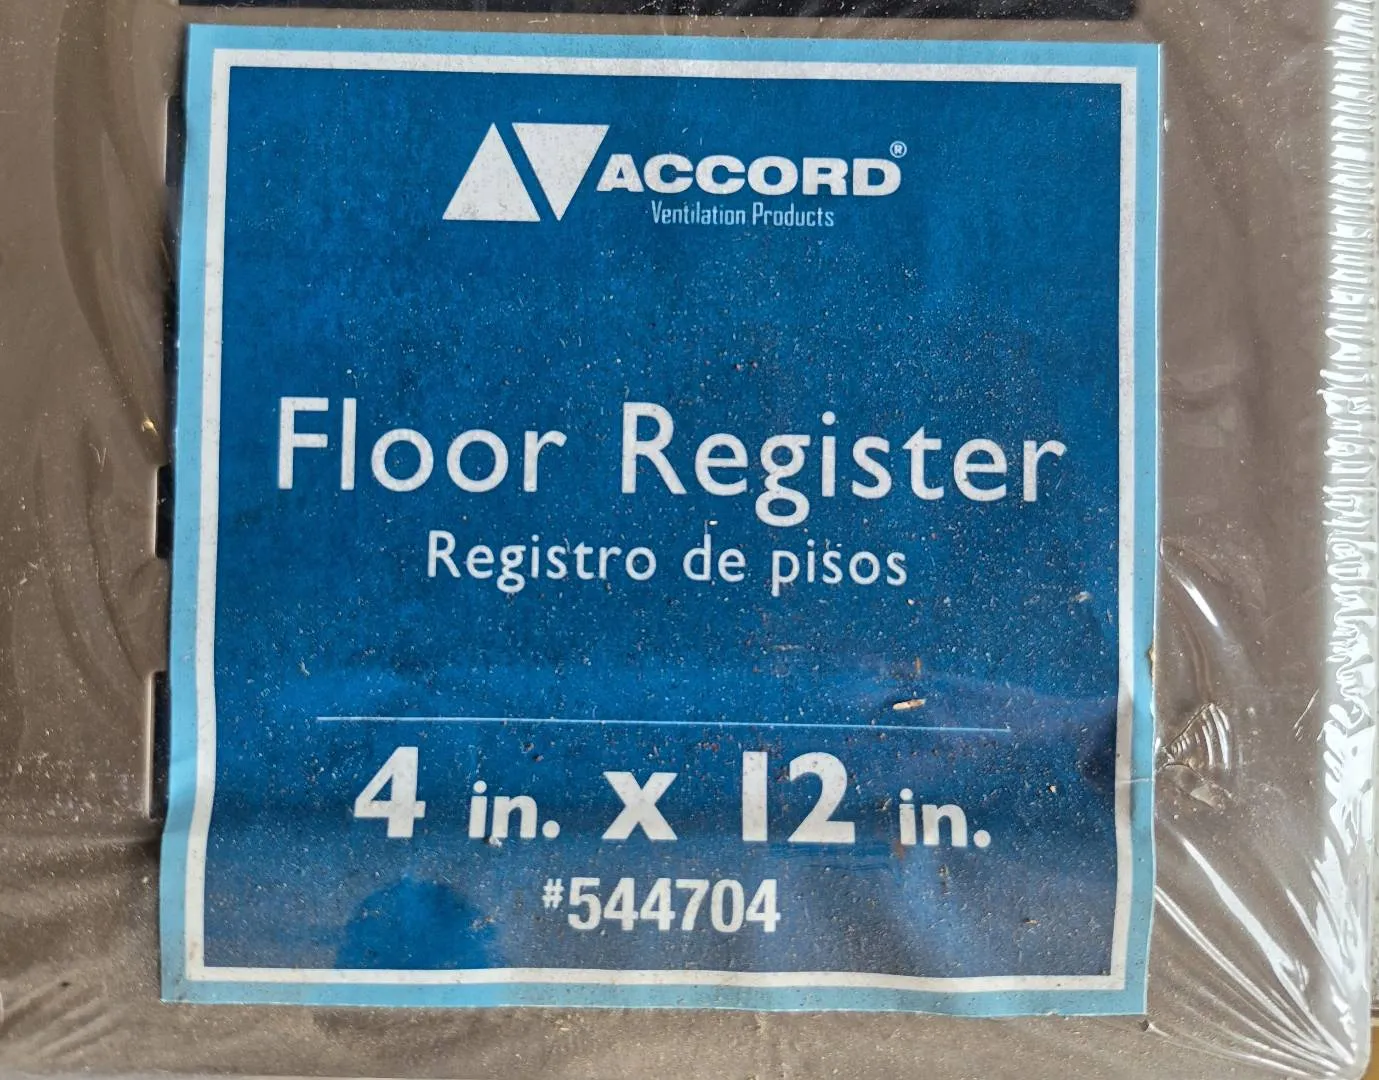 ACCORD®
Ventilation Products
Floor Register
Registro de pisos
4 in. x 12 in.
#544704